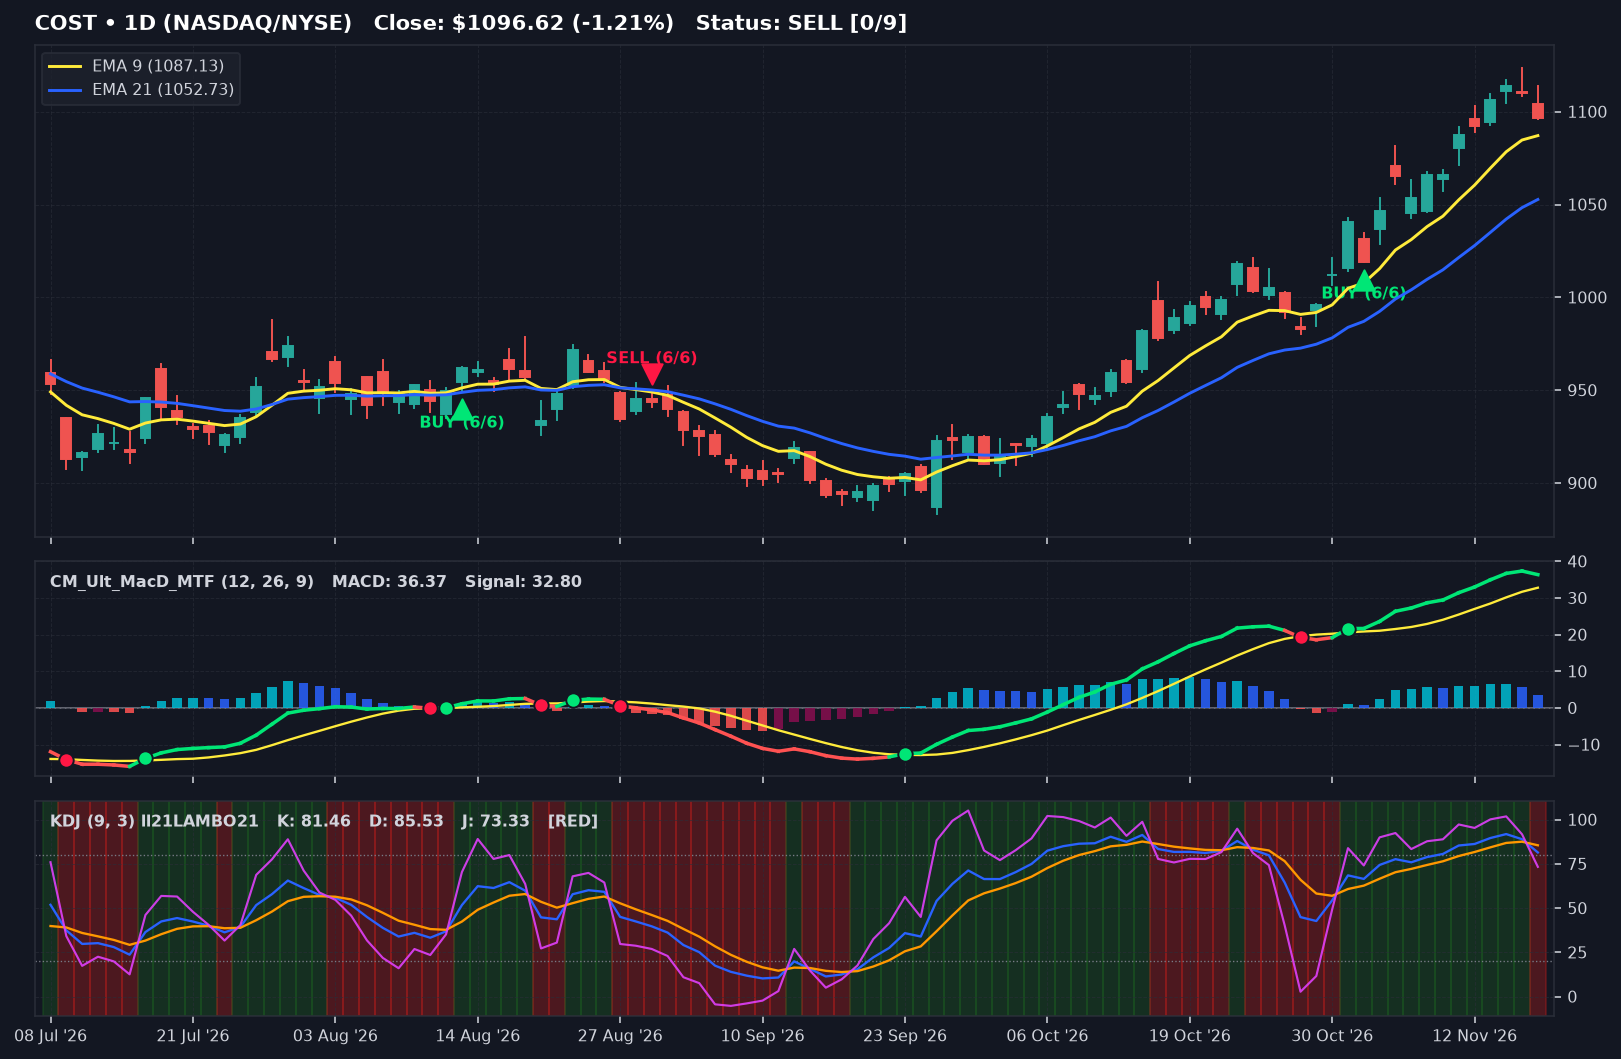 COST • 1D (NASDAQ/NYSE)   Close: $1096.62 (-1.21%)   Status: SELL [0/9]
EMA 9 (1087.13)
EMA 21 (1052.73)
1100
1050
1000
950
900
SELL (6/6)
BUY (6/6)
BUY (6/6)
CM_Ult_MacD_MTF (12, 26, 9)   MACD: 36.37   Signal: 32.80
40
30
20
10
0
−10
KDJ (9, 3) II21LAMBO21   K: 81.46   D: 85.53   J: 73.33   [RED]
100
75
50
25
0
08 Jul '26
21 Jul '26
03 Aug '26
14 Aug '26
27 Aug '26
10 Sep '26
23 Sep '26
06 Oct '26
19 Oct '26
30 Oct '26
12 Nov '26